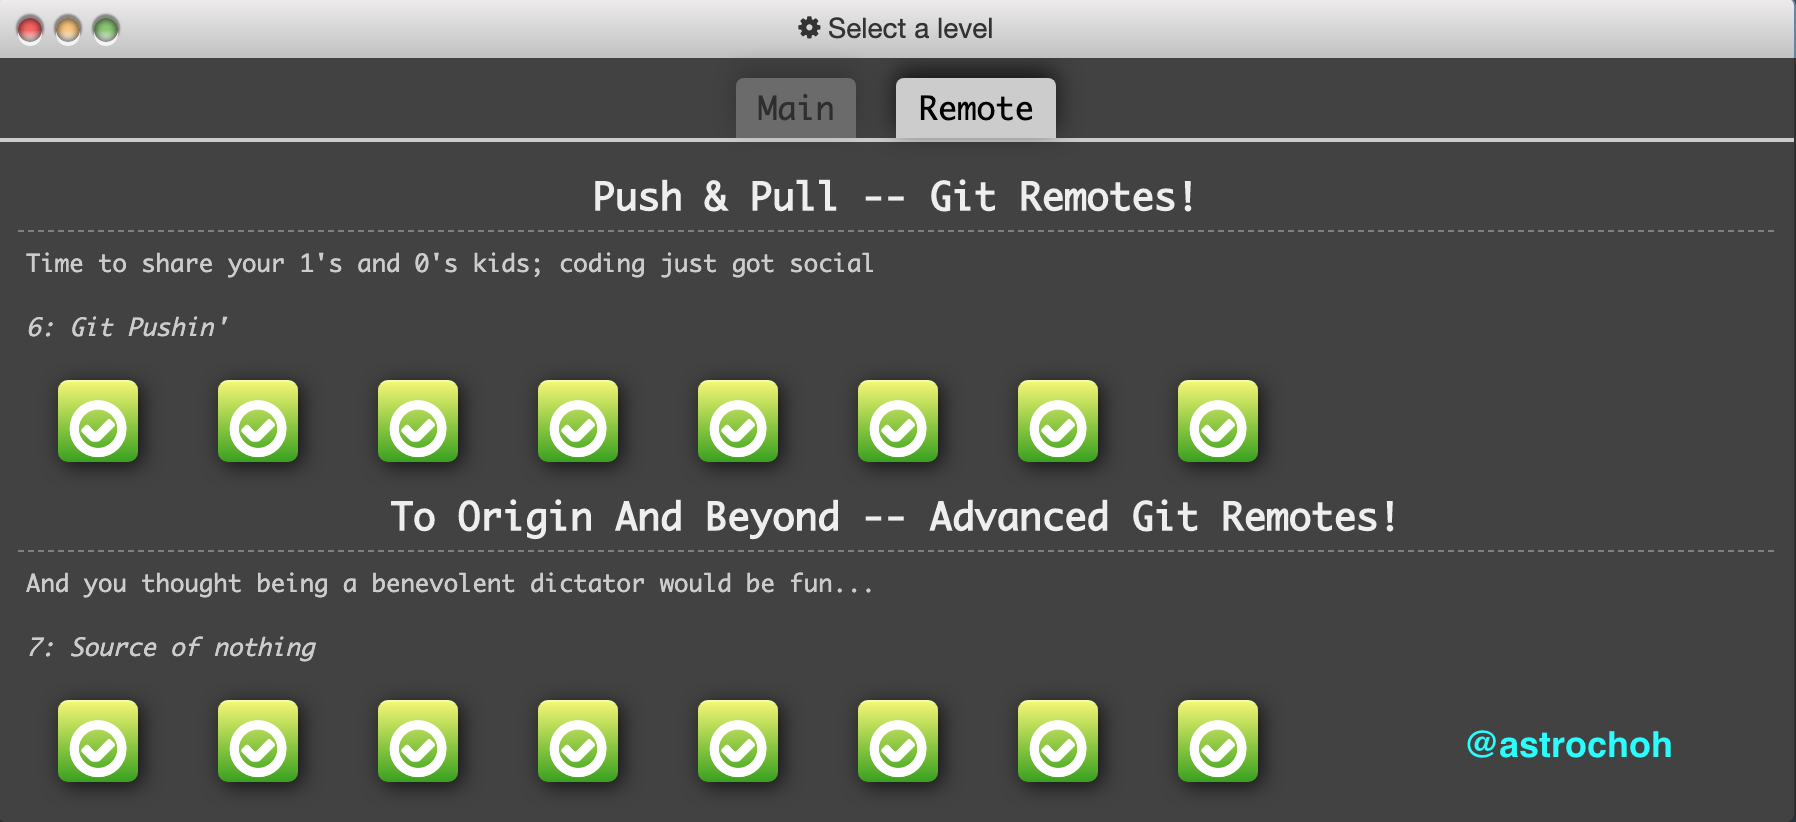 Select a level
Main
Remote
Push & Pull -- Git Remotes!
Time to share your 1's and 0's kids; coding just got social
6: Git Pushin'
To Origin And Beyond -- Advanced Git Remotes!
And you thought being a benevolent dictator would be fun...
7: Source of nothing
@astrochoh